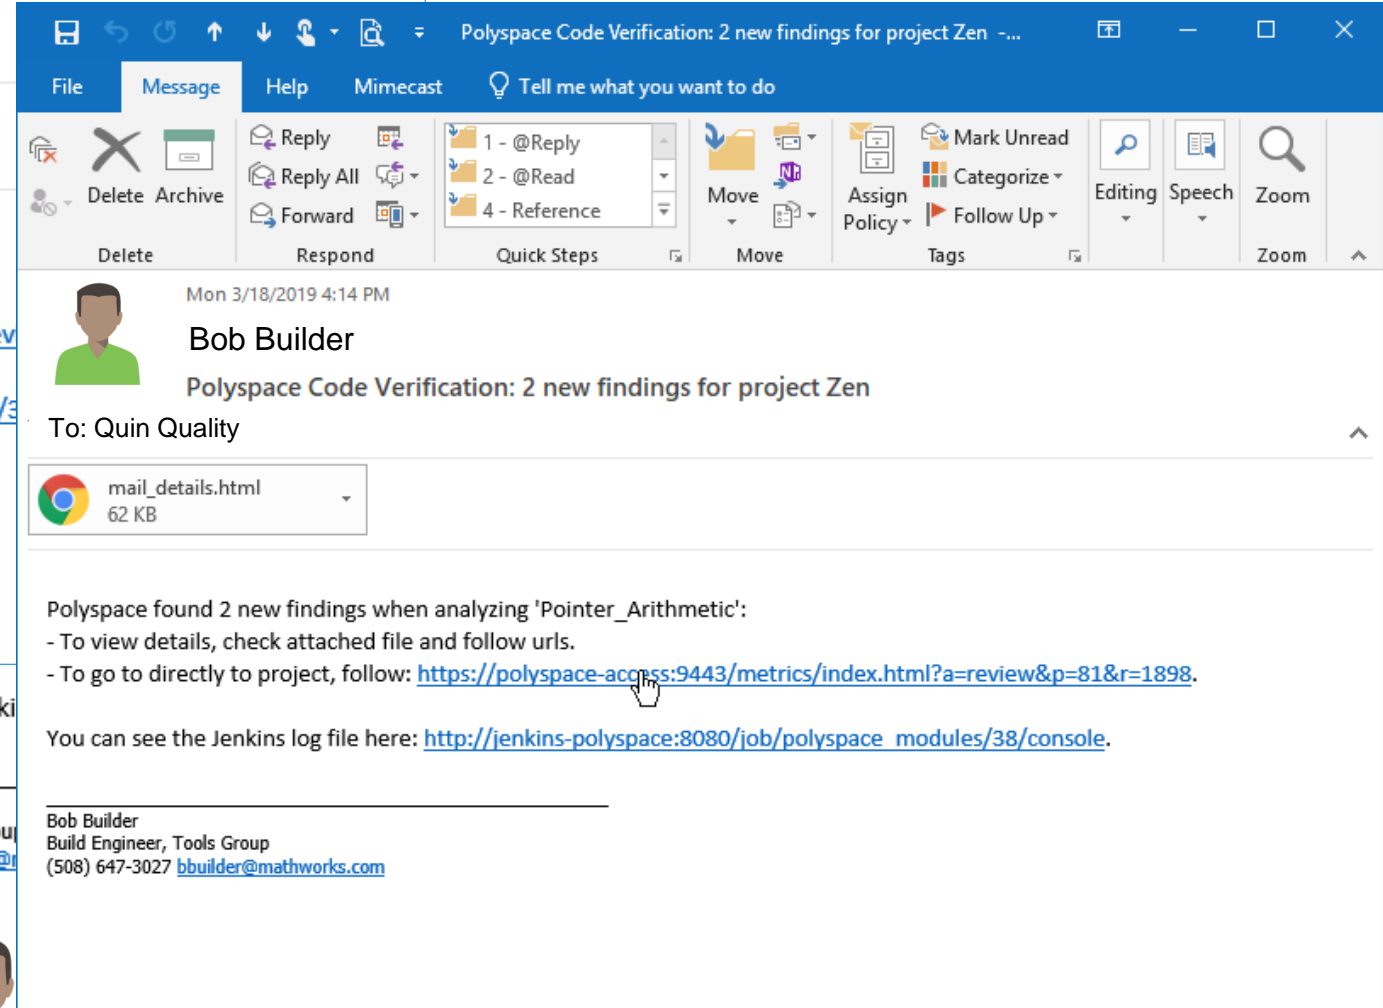 Polyspace Code Verification: 2 new findings for project Zen -...
File Message Help Mimecast Tell me what you want to do
Delete Archive
Reply
Reply All
Forward
1 - @Reply
2 - @Read
4 - Reference
Move
Assign
Policy
Mark Unread
Categorize
Follow Up
Editing
Speech
Zoom
Delete Respond Quick Steps Move Tags Zoom
Mon 3/18/2019 4:14 PM
Bob Builder
Polyspace Code Verification: 2 new findings for project Zen
To: Quin Quality
mail_details.html
62 KB
Polyspace found 2 new findings when analyzing 'Pointer_Arithmetic':
- To view details, check attached file and follow urls.
- To go to directly to project, follow: https://polyspace-access:9443/metrics/index.html?a=review&p=81&r=1898.
You can see the Jenkins log file here: http://jenkins-polyspace:8080/job/polyspace_modules/38/console.
Bob Builder
Build Engineer, Tools Group
(508) 647-3027 bbuilder@mathworks.com